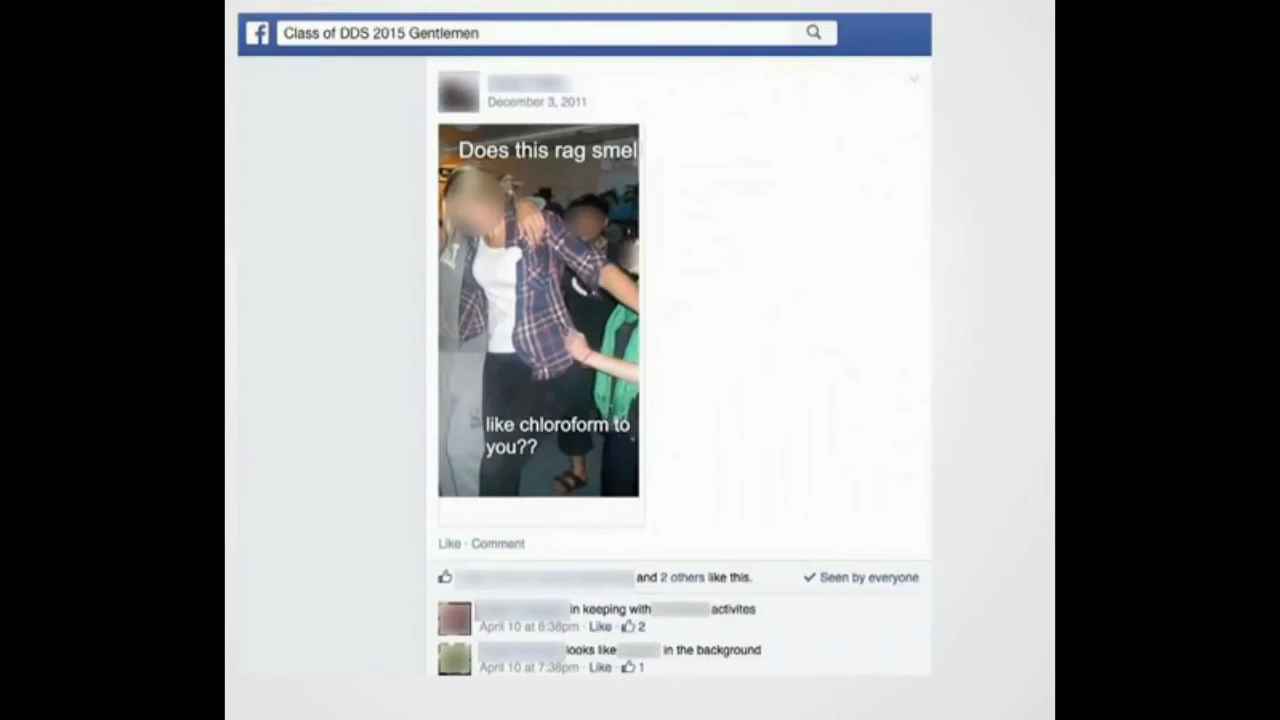 f Class of DDS 2015 Gentlemen
December 3, 2011
Does this rag smel
like chloroform to
you??
Like · Comment
and 2 others like this. Seen by everyone
in keeping with activites
April 10 at 6:38pm · Like · 2
looks like in the background
April 10 at 7:38pm · Like · 1